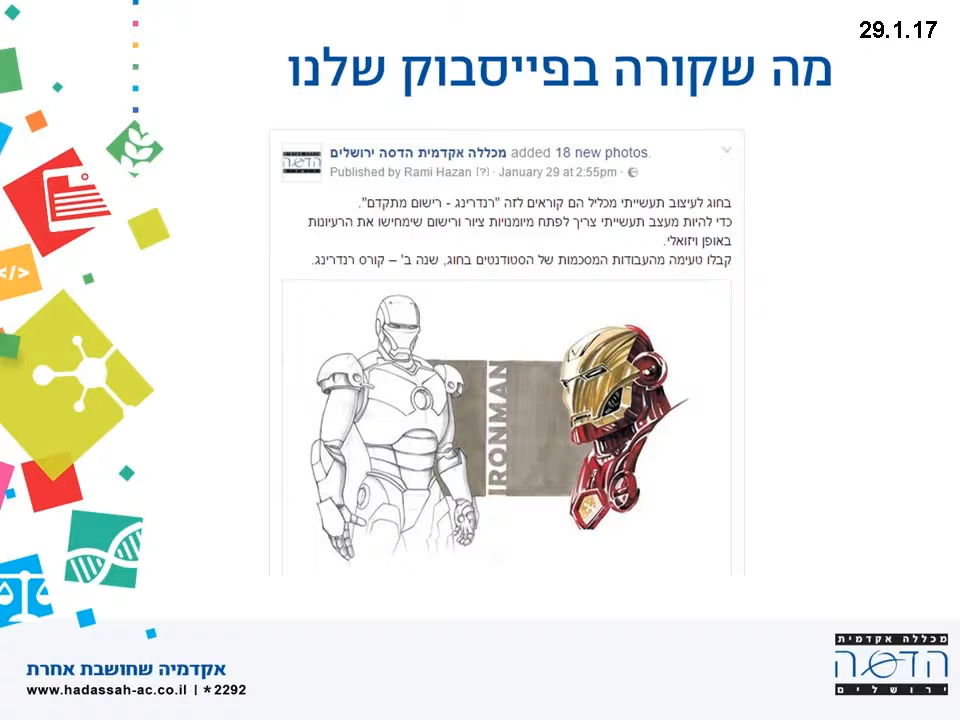 29.1.17
מה שקורה בפייסבוק שלנו
מכללה אקדמית הדסה ירושלים added 18 new photos.
Published by Rami Hazan [?] · January 29 at 2:55pm ·
בחוג לעיצוב תעשייתי מכליל הם קוראים לזה "רנדרינג - רישום מתקדם".
כדי להיות מעצב תעשייתי צריך לפתח מיומנויות ציור ורישום שימחישו את הרעיונות
באופן ויזואלי.
קבלו טעימה מהעבודות המסכמות של הסטודנטים בחוג, שנה ב' – קורס רנדרינג.
IRONMAN
</>
אקדמיה שחושבת אחרת
www.hadassah-ac.co.il | *2292
מכללה אקדמית
הדסה
ירושלים